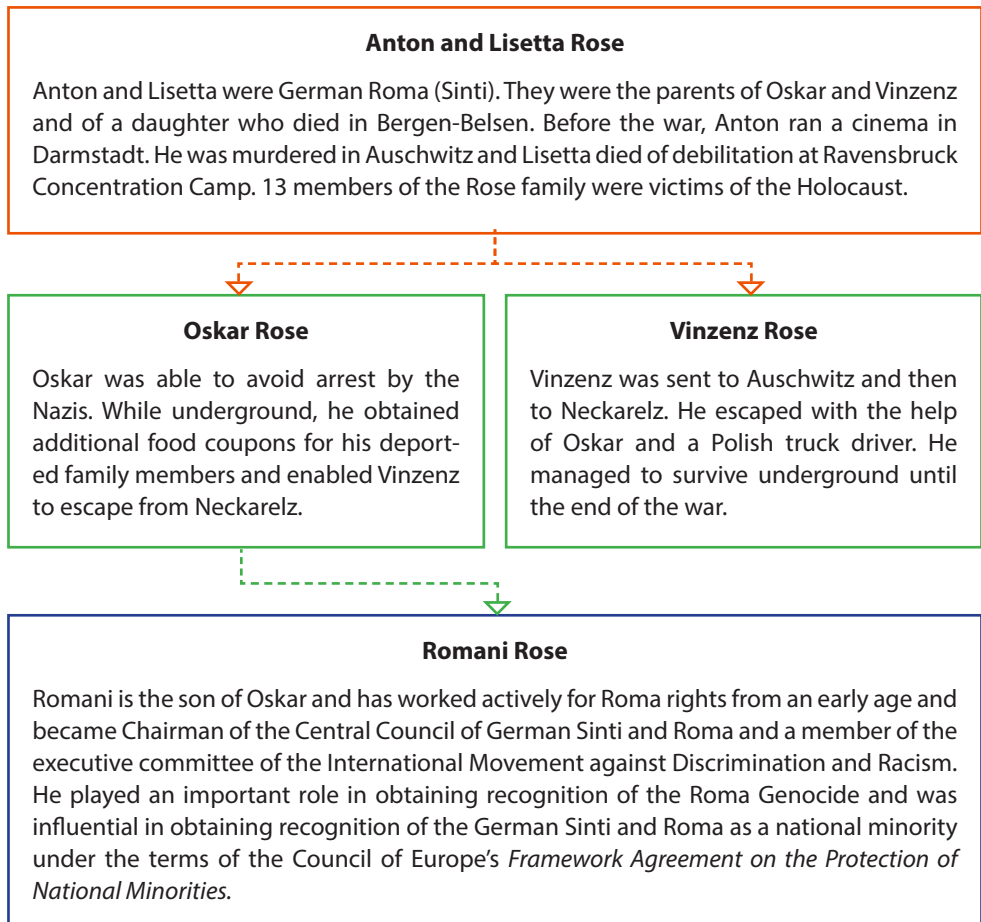 Anton and Lisetta Rose
Anton and Lisetta were German Roma (Sinti). They were the parents of Oskar and Vinzenz
and of a daughter who died in Bergen-Belsen. Before the war, Anton ran a cinema in
Darmstadt. He was murdered in Auschwitz and Lisetta died of debilitation at Ravensbruck
Concentration Camp. 13 members of the Rose family were victims of the Holocaust.
Oskar Rose
Oskar was able to avoid arrest by the
Nazis. While underground, he obtained
additional food coupons for his deport-
ed family members and enabled Vinzenz
to escape from Neckarelz.
Vinzenz Rose
Vinzenz was sent to Auschwitz and then
to Neckarelz. He escaped with the help
of Oskar and a Polish truck driver. He
managed to survive underground until
the end of the war.
Romani Rose
Romani is the son of Oskar and has worked actively for Roma rights from an early age and
became Chairman of the Central Council of German Sinti and Roma and a member of the
executive committee of the International Movement against Discrimination and Racism.
He played an important role in obtaining recognition of the Roma Genocide and was
influential in obtaining recognition of the German Sinti and Roma as a national minority
under the terms of the Council of Europe's Framework Agreement on the Protection of
National Minorities.